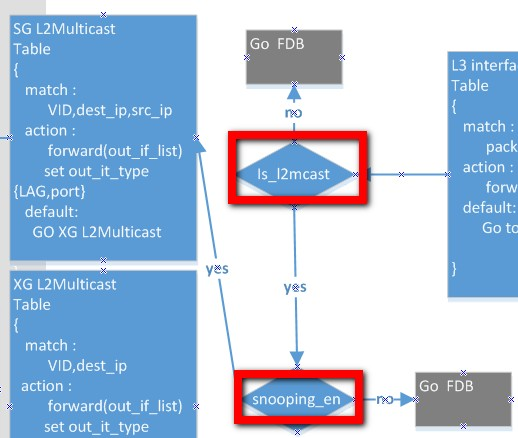 SG L2Multicast
Table
{
match :
VID,dest_ip,src_ip
action :
forward(out_if_list)
set out_it_type
{LAG,port}
default:
GO XG L2Multicast
XG L2Multicast
Table
{
match :
VID,dest_ip
action :
forward(out_if_list)
set out_it_type
Go FDB
no
Is_l2mcast
yes
yes
snooping_en
no
Go FDB
L3 interfa
Table
{
match :
pack
action :
forw
default:
Go to
}